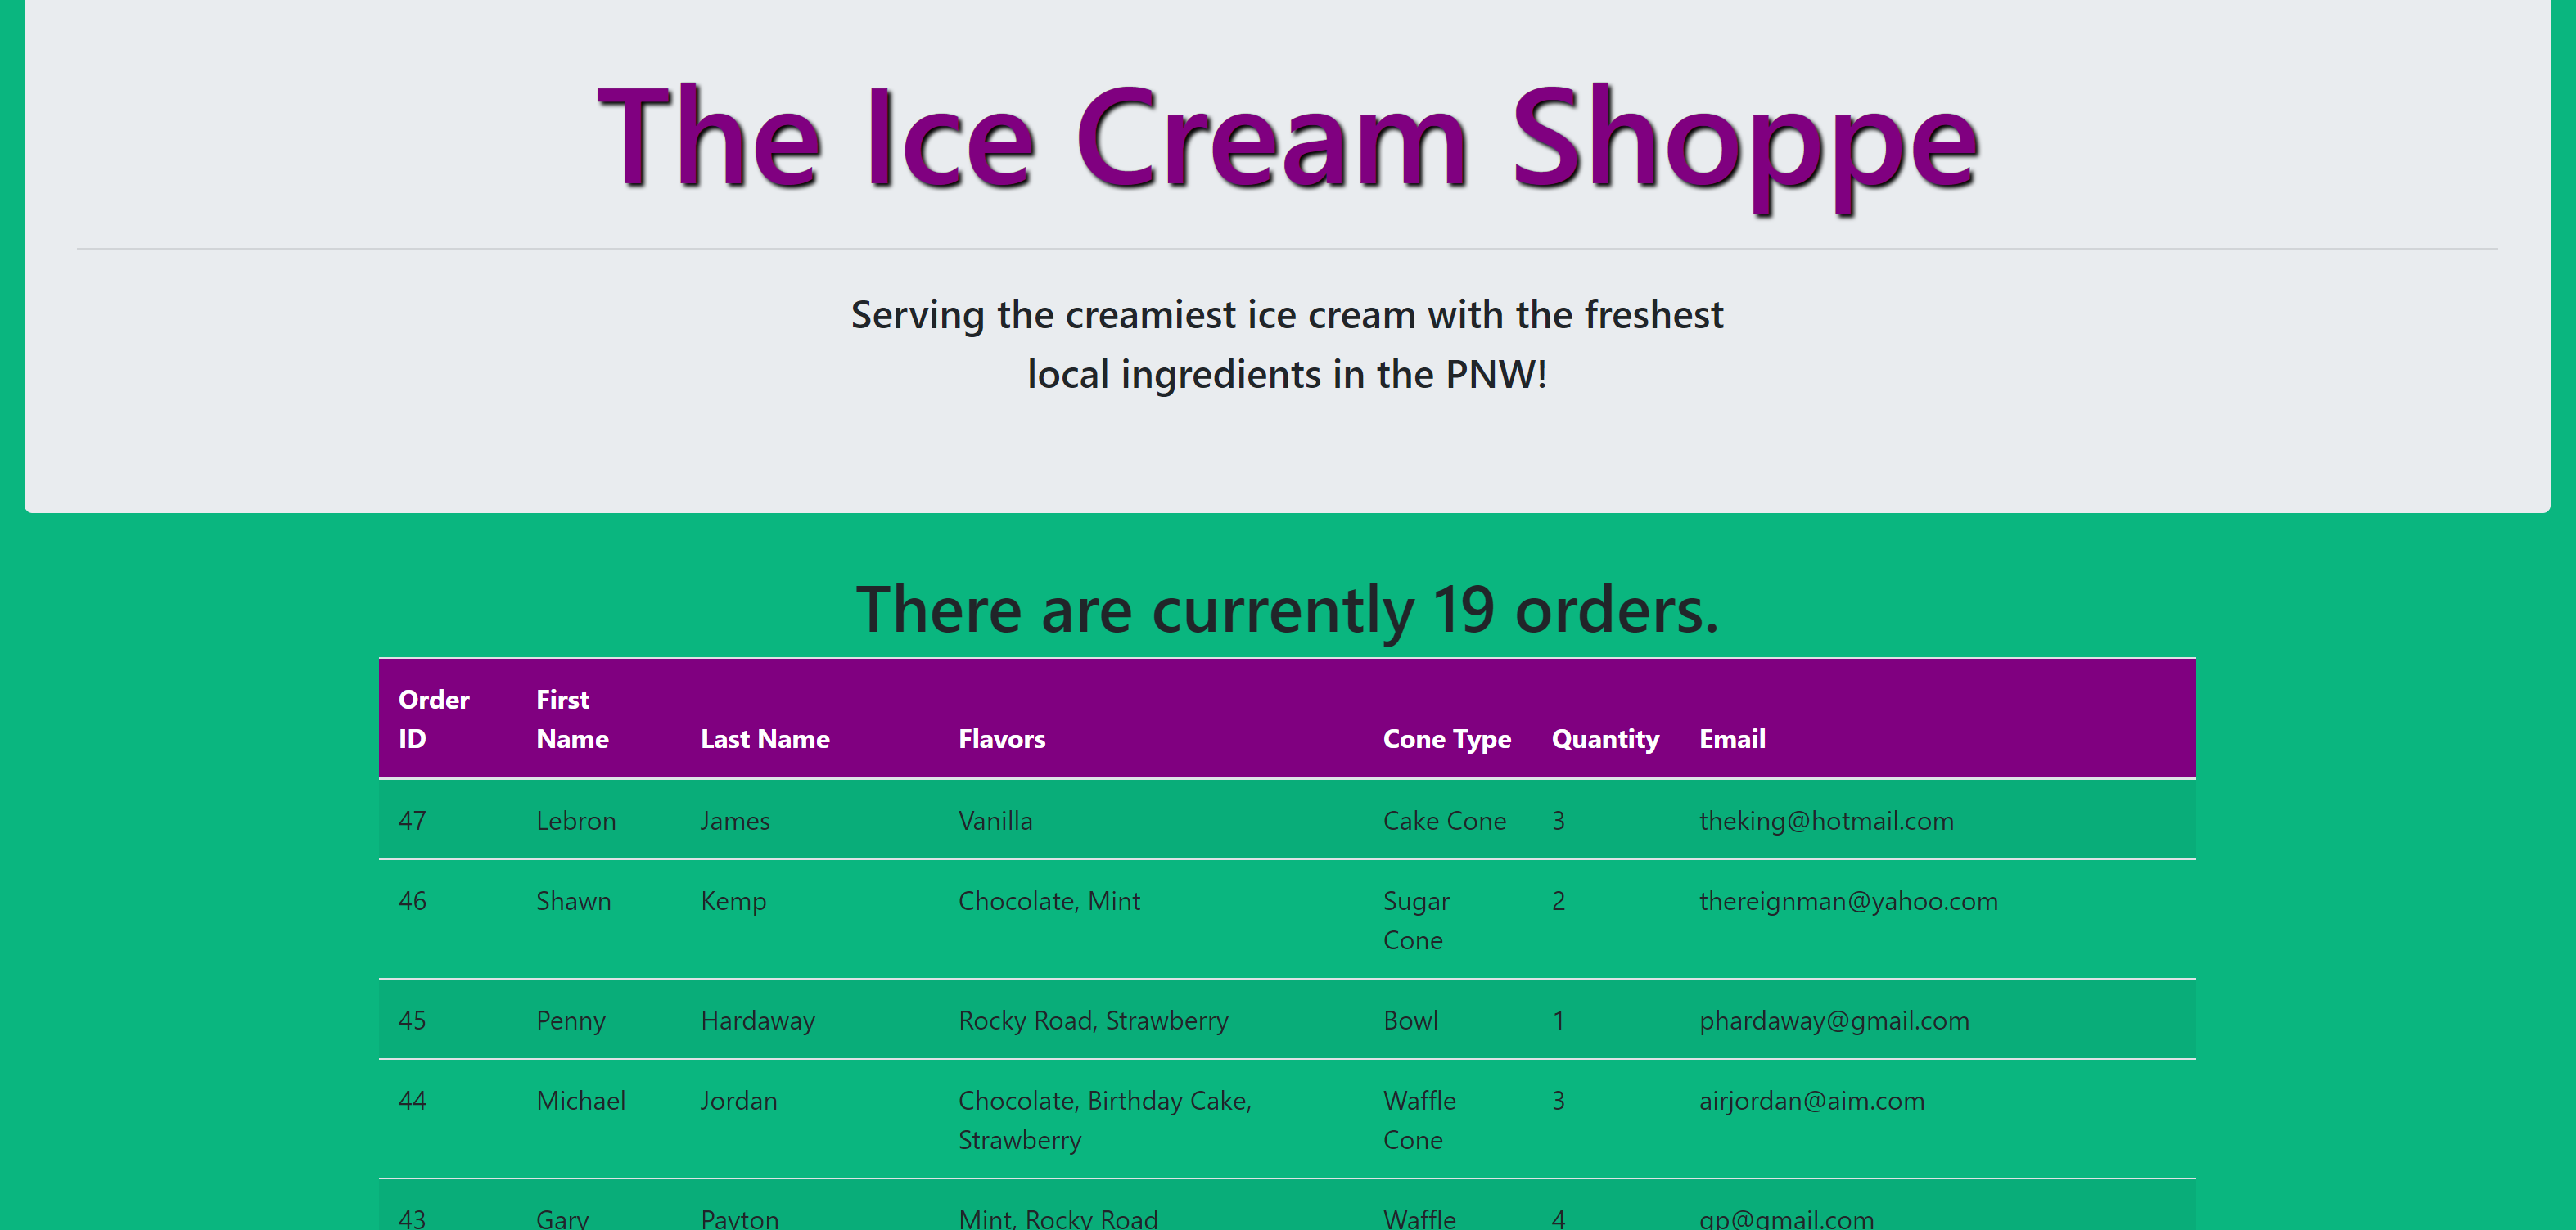 The Ice Cream Shoppe
Serving the creamiest ice cream with the freshest
local ingredients in the PNW!
There are currently 19 orders.
Order ID First Name Last Name Flavors Cone Type Quantity Email
47 Lebron James Vanilla Cake Cone 3 theking@hotmail.com
46 Shawn Kemp Chocolate, Mint Sugar Cone 2 thereignman@yahoo.com
45 Penny Hardaway Rocky Road, Strawberry Bowl 1 phardaway@gmail.com
44 Michael Jordan Chocolate, Birthday Cake, Strawberry Waffle Cone 3 airjordan@aim.com
43 Gary Payton Mint, Rocky Road Waffle 4 gp@gmail.com